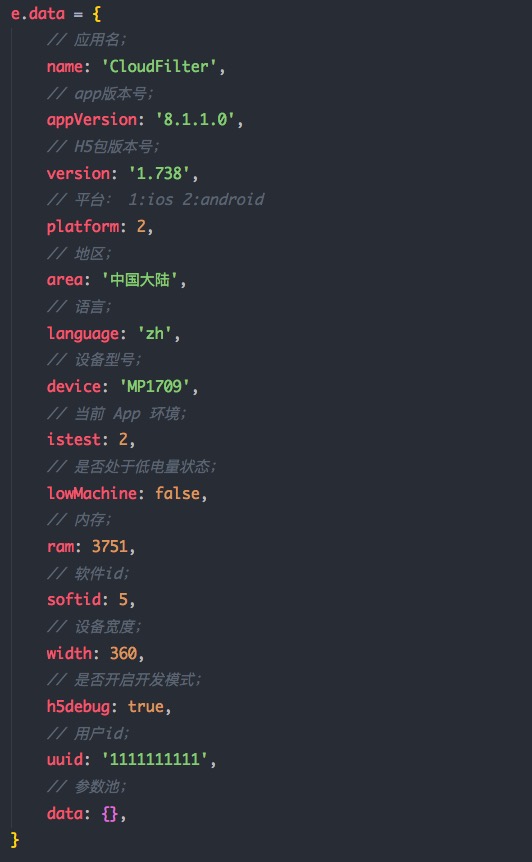 e.data = {
// 应用名;
name: 'CloudFilter',
// app版本号;
appVersion: '8.1.1.0',
// H5包版本号;
version: '1.738',
// 平台: 1:ios 2:android
platform: 2,
// 地区;
area: '中国大陆',
// 语言;
language: 'zh',
// 设备型号;
device: 'MP1709',
// 当前 App 环境;
istest: 2,
// 是否处于低电量状态;
lowMachine: false,
// 内存;
ram: 3751,
// 软件id;
softid: 5,
// 设备宽度;
width: 360,
// 是否开启开发模式;
h5debug: true,
// 用户id;
uuid: '1111111111',
// 参数池;
data: {},
}